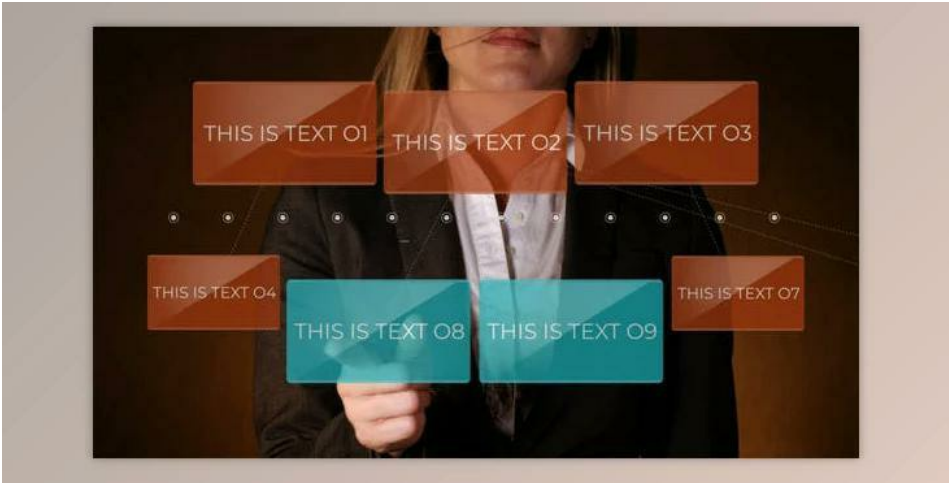 THIS IS TEXT O1
THIS IS TEXT O2
THIS IS TEXT O3
THIS IS TEXT O4
THIS IS TEXT O8
THIS IS TEXT O9
THIS IS TEXT O7